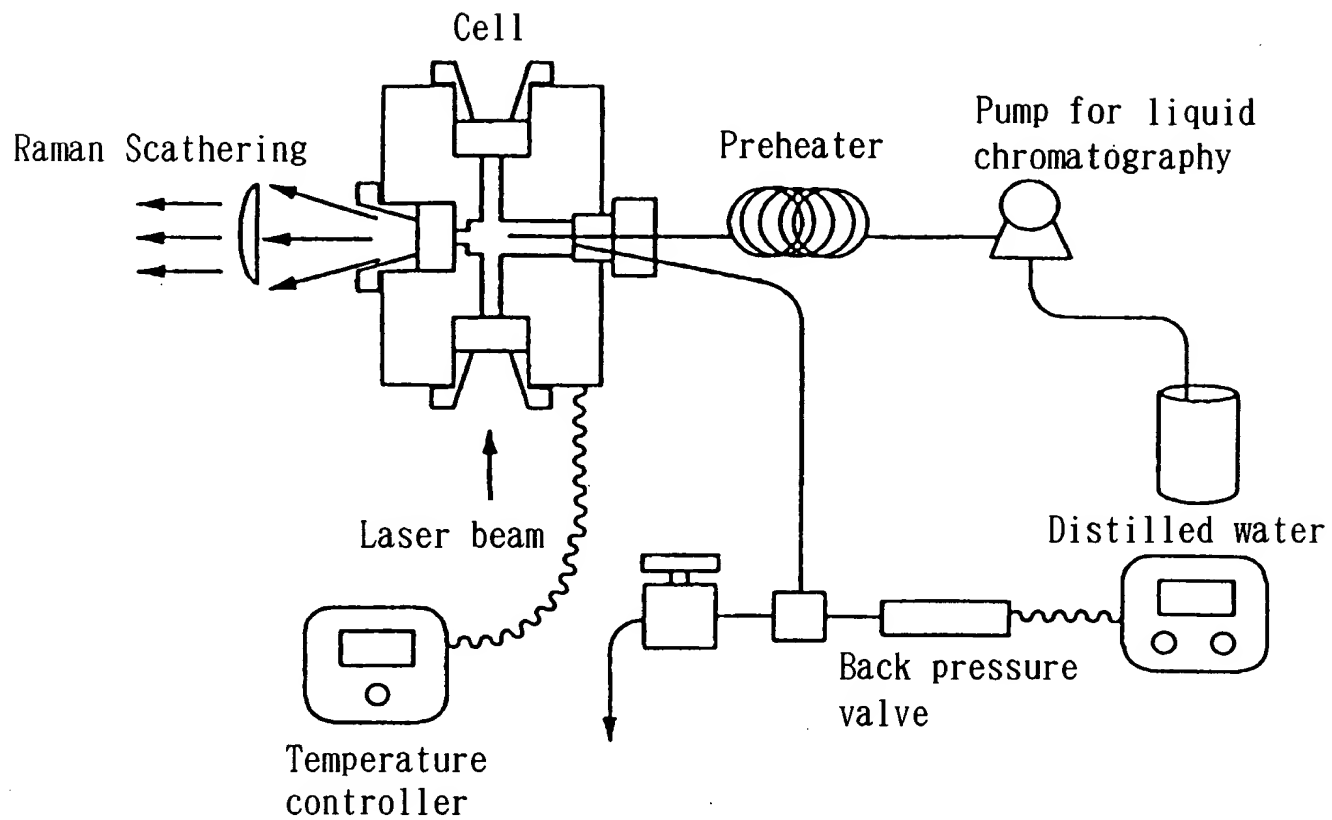 Cell
Raman Scathering
Preheater
Pump for liquid
chromatography
Laser beam
Distilled water
Back pressure
valve
Temperature
controller